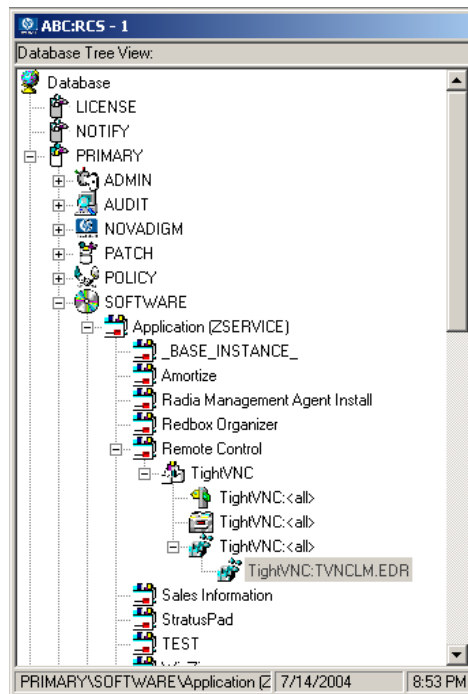 ABC:RCS - 1
Database Tree View:
Database
LICENSE
NOTIFY
PRIMARY
ADMIN
AUDIT
NOVADIGM
PATCH
POLICY
SOFTWARE
Application (ZSERVICE)
_BASE_INSTANCE_
Amortize
Radia Management Agent Install
Redbox Organizer
Remote Control
TightVNC
TightVNC:<all>
TightVNC:<all>
TightVNC:<all>
TightVNC:TVNCLM.EDR
Sales Information
StratusPad
TEST
PRIMARY\SOFTWARE\Application (Z 7/14/2004 8:53 PM